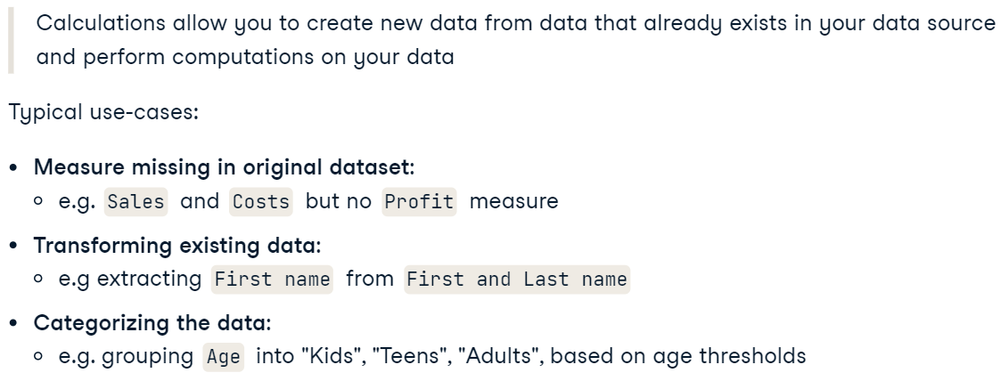 Calculations allow you to create new data from data that already exists in your data source
and perform computations on your data
Typical use-cases:
• Measure missing in original dataset:
e.g. Sales and Costs but no Profit measure
• Transforming existing data:
e.g extracting First name from First and Last name
• Categorizing the data:
e.g. grouping Age into "Kids", "Teens", "Adults", based on age thresholds